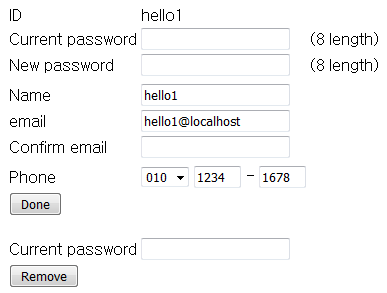 ID hello1
Current password (8 length)
New password (8 length)
Name hello1
email hello1@localhost
Confirm email
Phone 010 1234 - 1678
Done
Current password
Remove